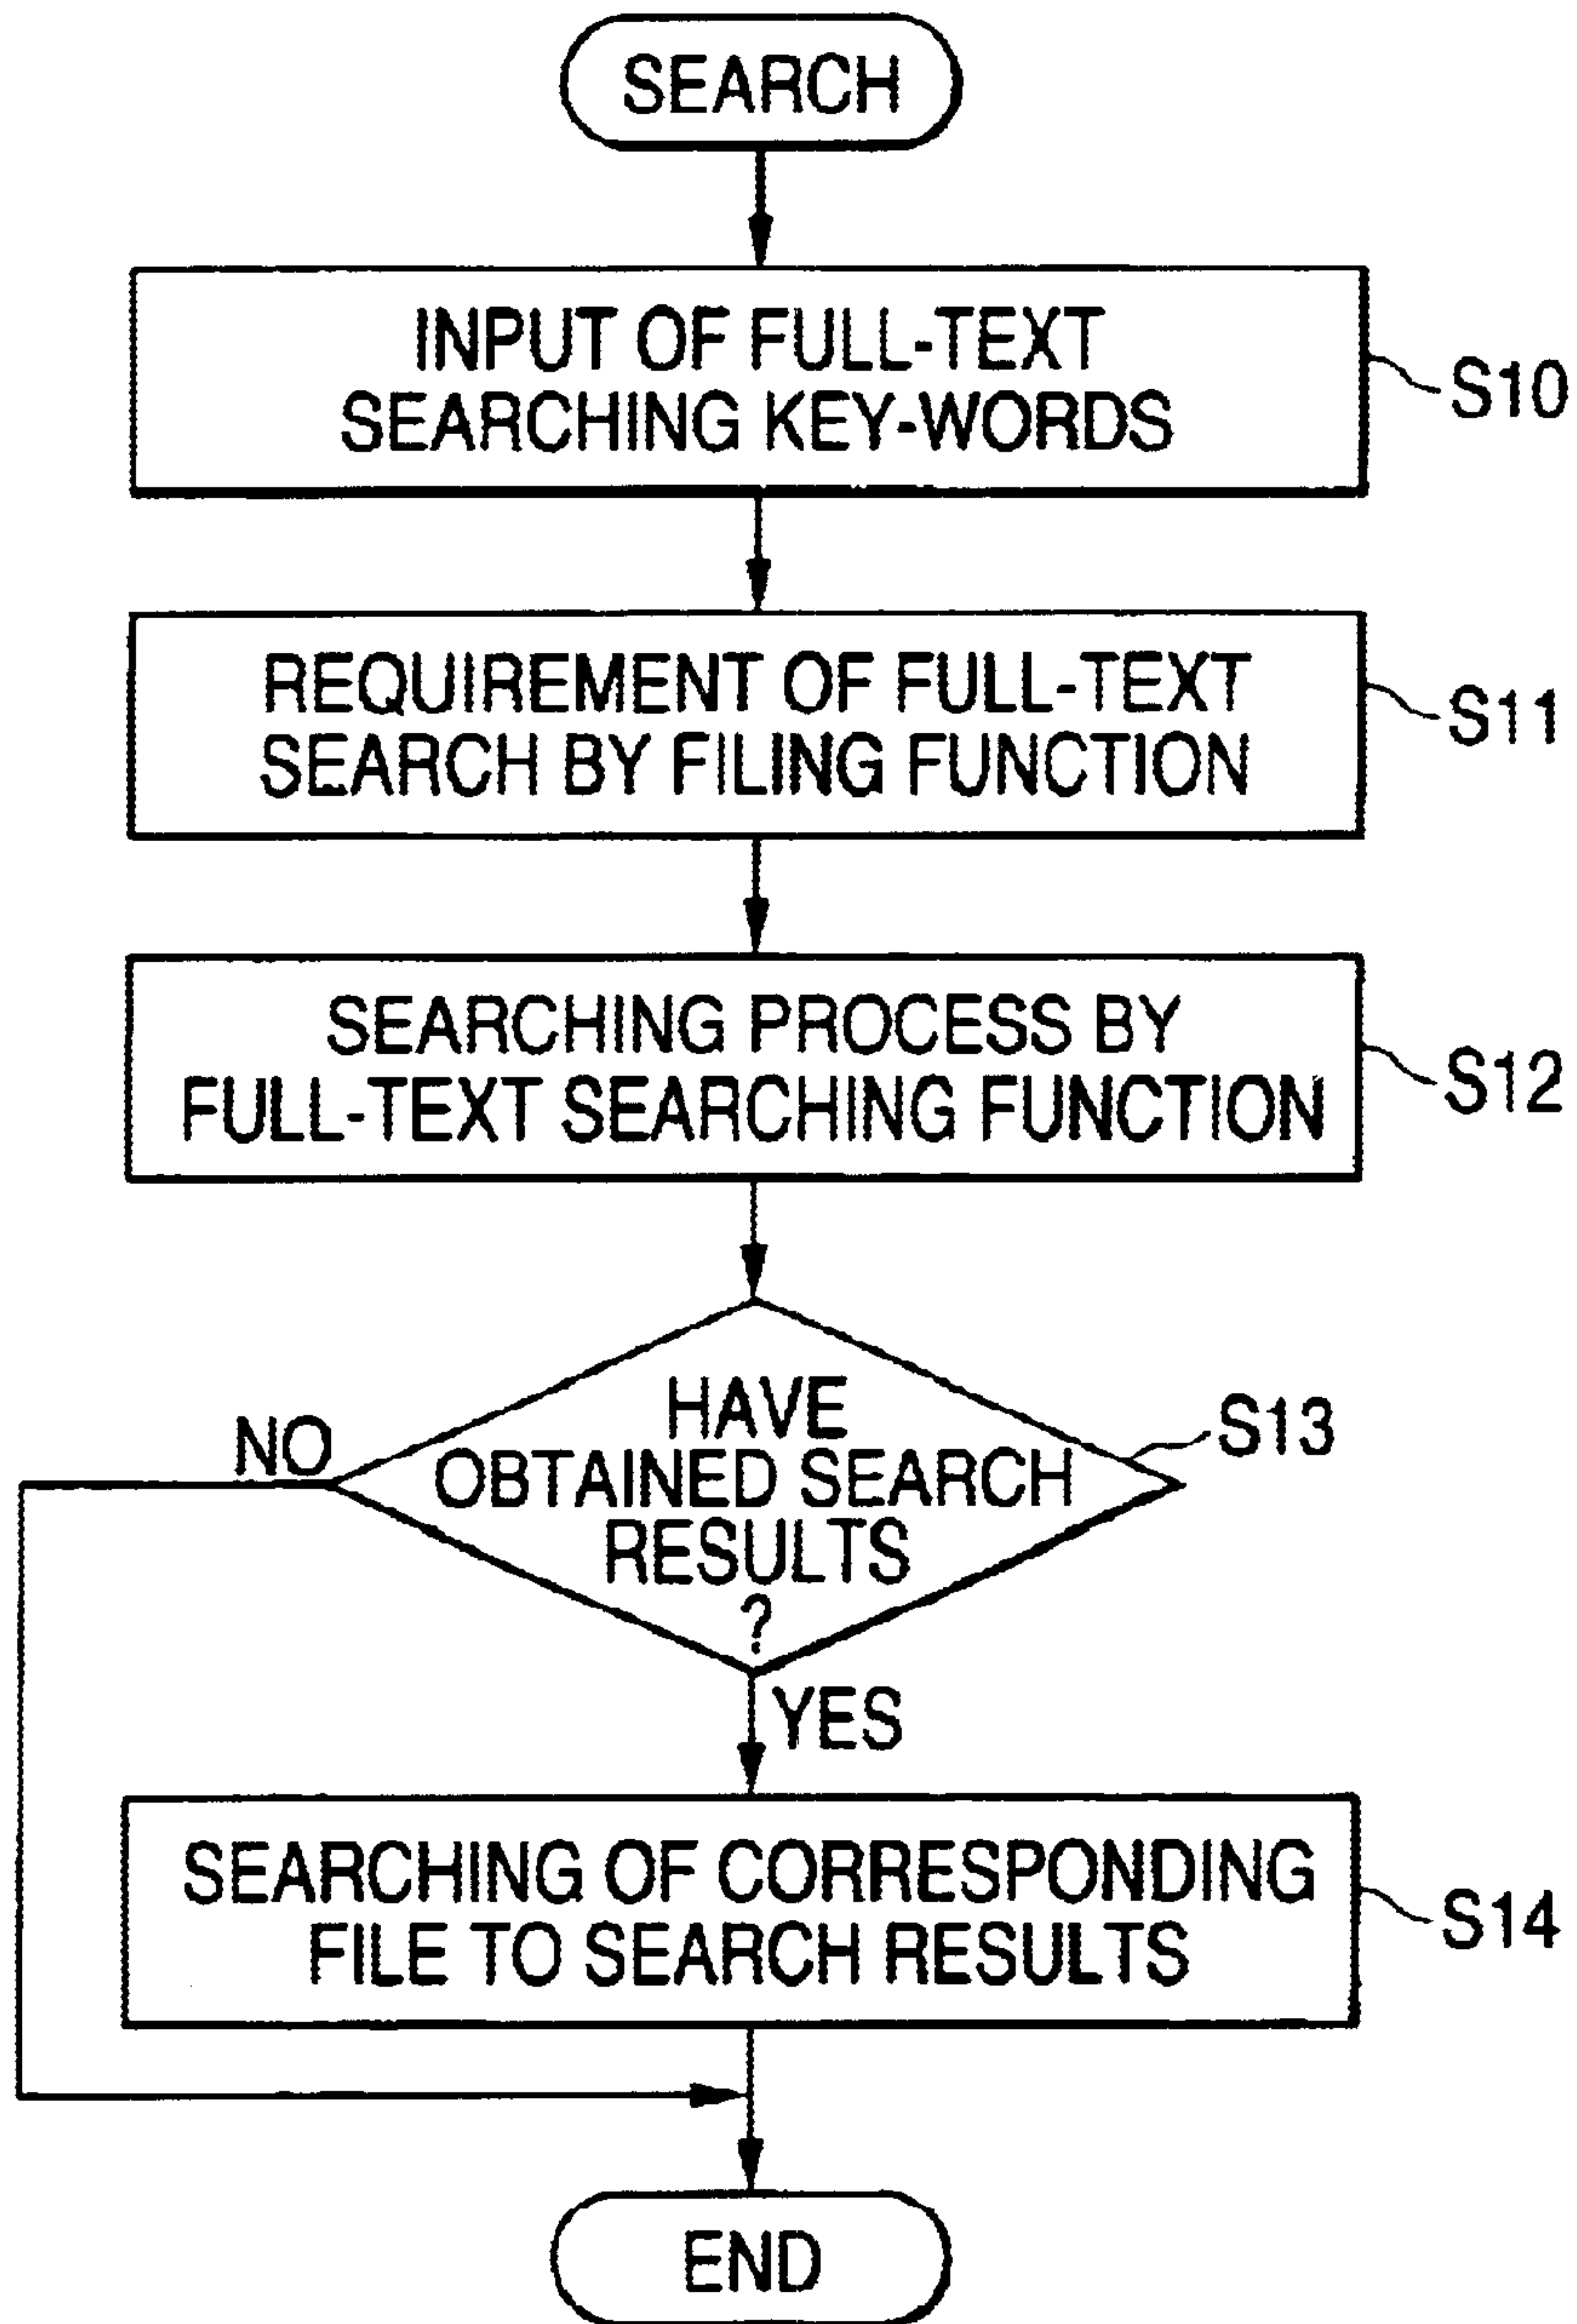 SEARCH
INPUT OF FULL-TEXT
SEARCHING KEY-WORDS
S10
REQUIREMENT OF FULL-TEXT
SEARCH BY FILING FUNCTION
S11
SEARCHING PROCESS BY
FULL-TEXT SEARCHING FUNCTION
S12
HAVE
OBTAINED SEARCH
RESULTS
?
S13
NO
YES
SEARCHING OF CORRESPONDING
FILE TO SEARCH RESULTS
S14
END